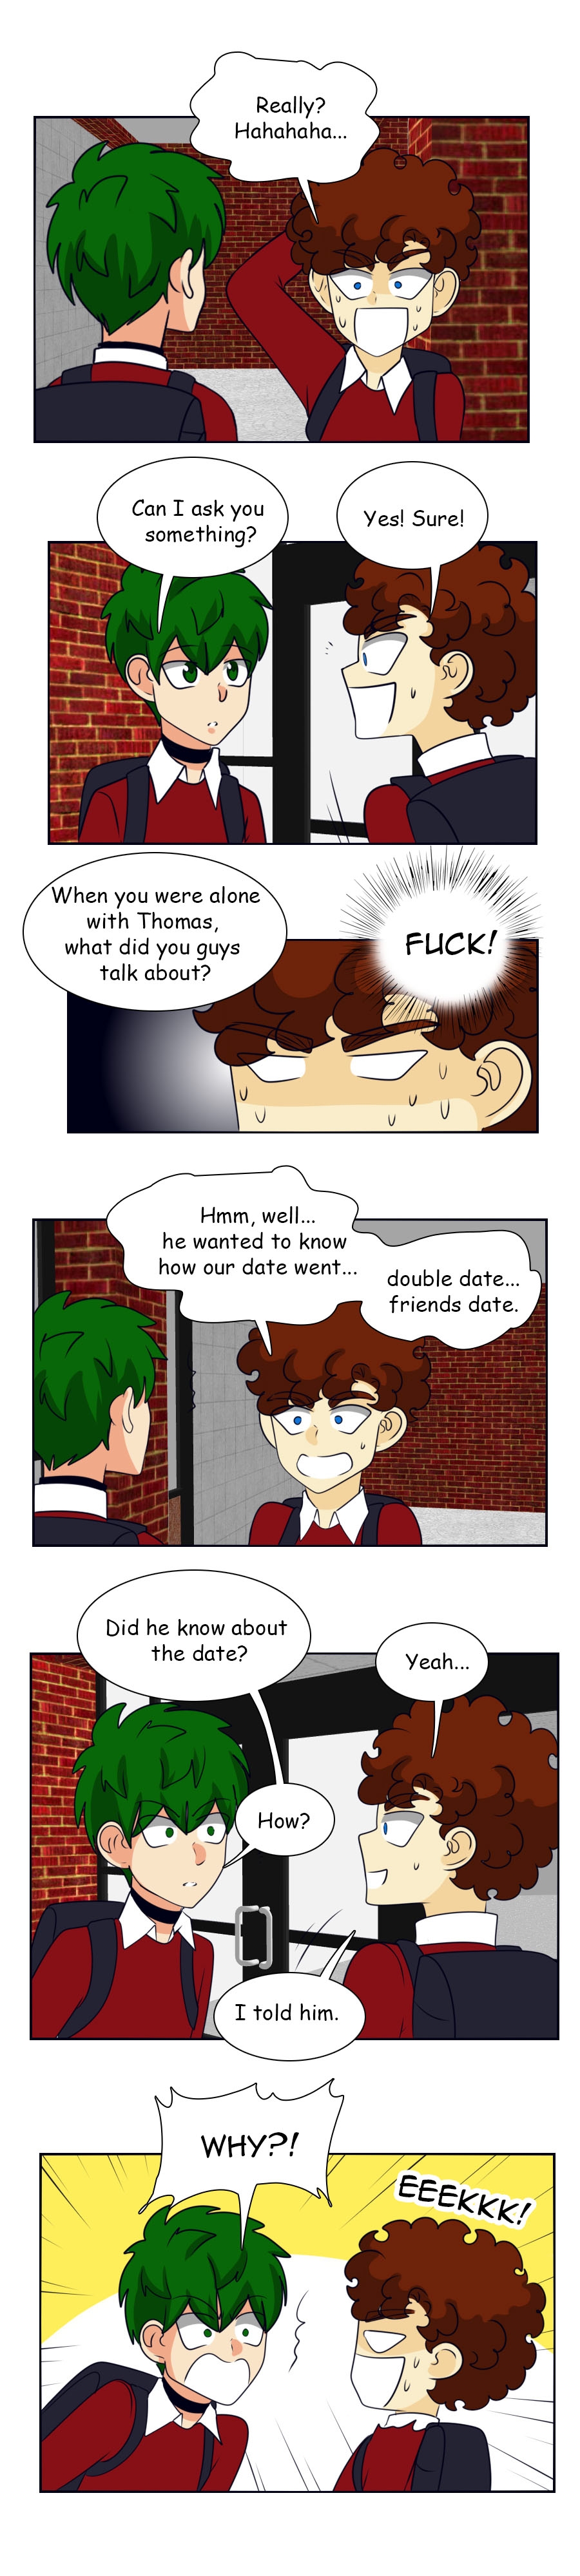 Really?
Hahahaha...
Can I ask you
something?
Yes! Sure!
When you were alone
with Thomas,
what did you guys
talk about?
FUCK!
Hmm, well...
he wanted to know
how our date went...
double date...
friends date.
Did he know about
the date?
Yeah...
How?
I told him.
WHY?!
EEEKKK!